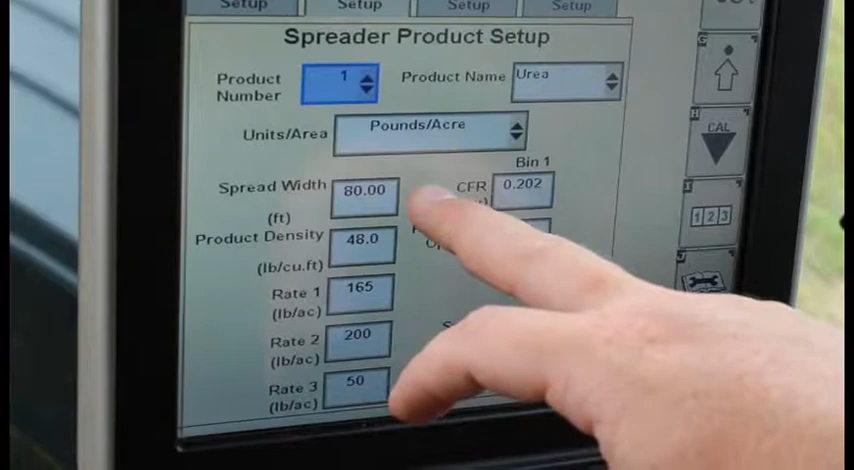 Setup Setup Setup Setup
Spreader Product Setup
Product Number 1 Product Name Urea
Units/Area Pounds/Acre
Bin 1
Spread Width (ft) 80.00 CFR 0.202
Product Density (lb/cu.ft) 48.0
Rate 1 (lb/ac) 165
Rate 2 (lb/ac) 200
Rate 3 (lb/ac) 50
G
H
CAL
I
1 2 3